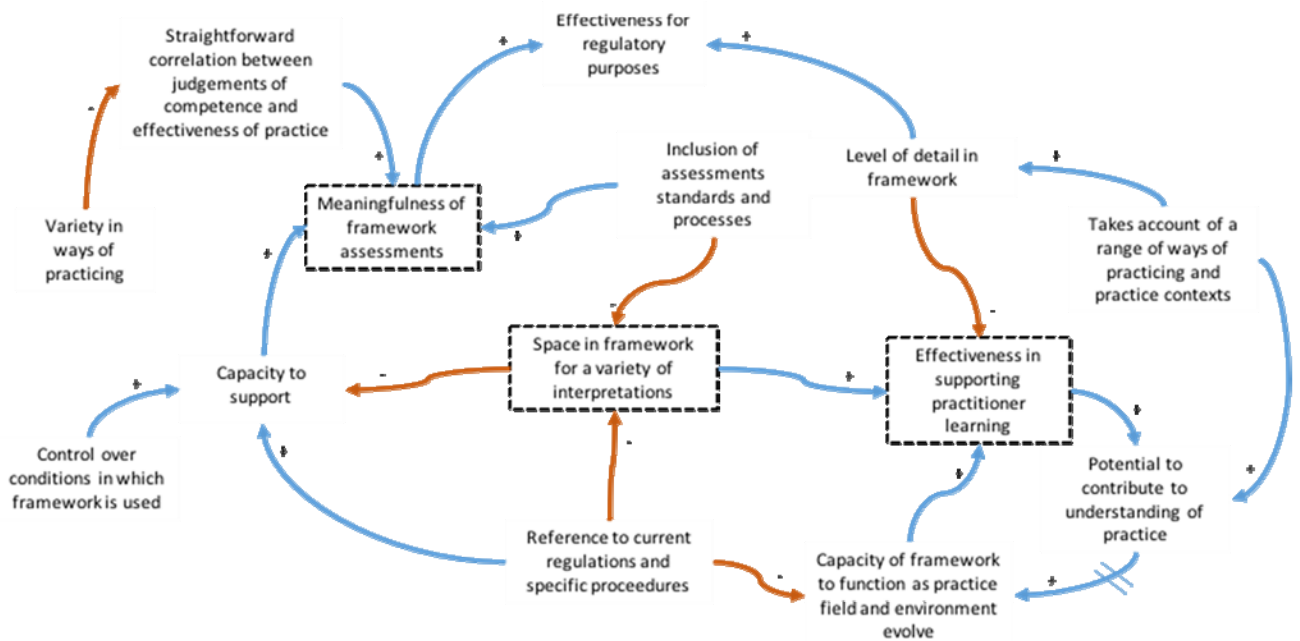 Effectiveness for
regulatory
purposes
Straightforward
correlation between
judgements of
competence and
effectiveness of practice
+
+
-
+
Inclusion of
assessments
standards and
processes
Level of detail in
framework
+
Meaningfulness of
framework
assessments
Variety in
ways of
practicing
+
+
Takes account of a
range of ways of
practicing and
practice contexts
-
-
Space in framework
for a variety of
interpretations
Effectiveness in
supporting
practitioner
learning
Capacity to
support
-
+
+
+
Control over
conditions in which
framework is used
+
-
+
+
Potential to
contribute to
understanding of
practice
Reference to current
regulations and
specific proceedures
-
Capacity of framework
to function as practice
field and environment
evolve
+